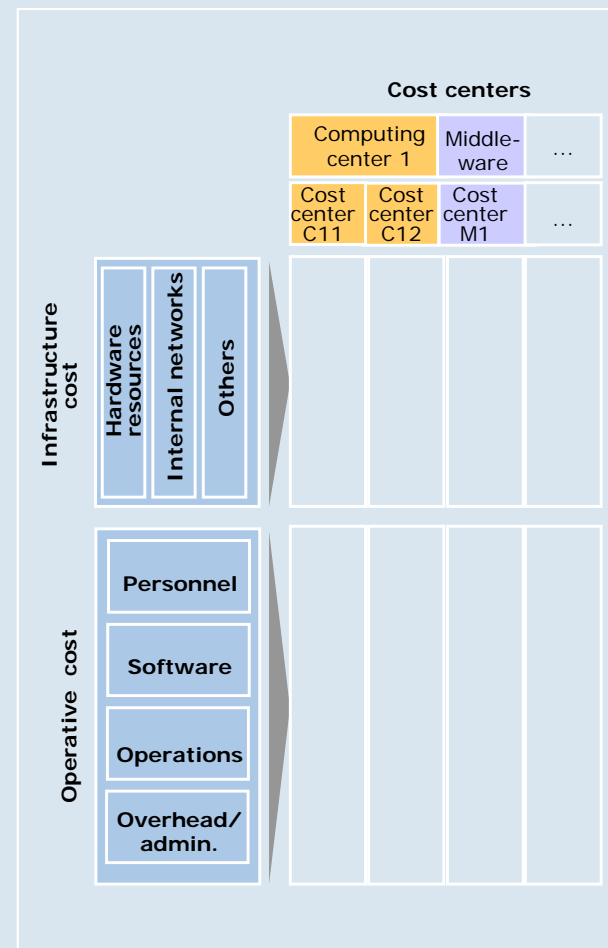 Cost centers
Computing
center 1
Middle-
ware
...
Cost
center
C11
Cost
center
C12
Cost
center
M1
...
Infrastructure
cost
Hardware
resources
Internal networks
Others
Operative cost
Personnel
Software
Operations
Overhead/
admin.